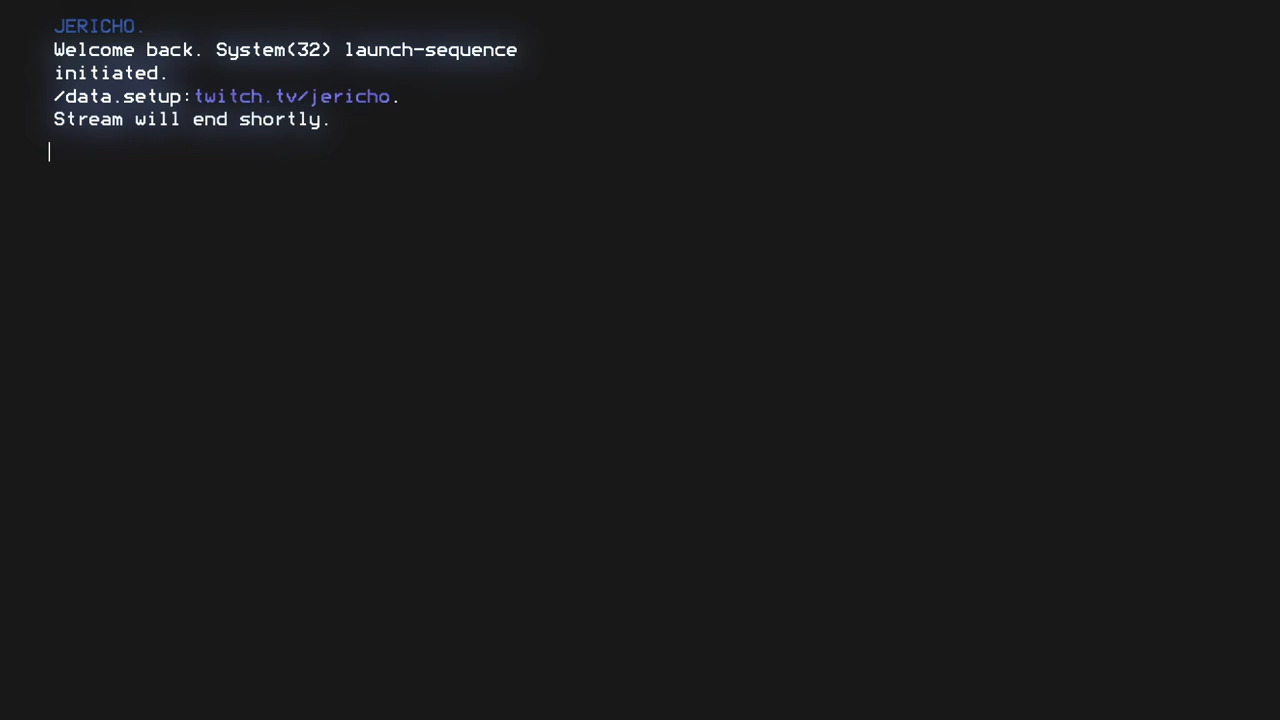 JERICHO.
Welcome back. System(32) launch-sequence
initiated.
/data.setup:twitch.tv/jericho.
Stream will end shortly.